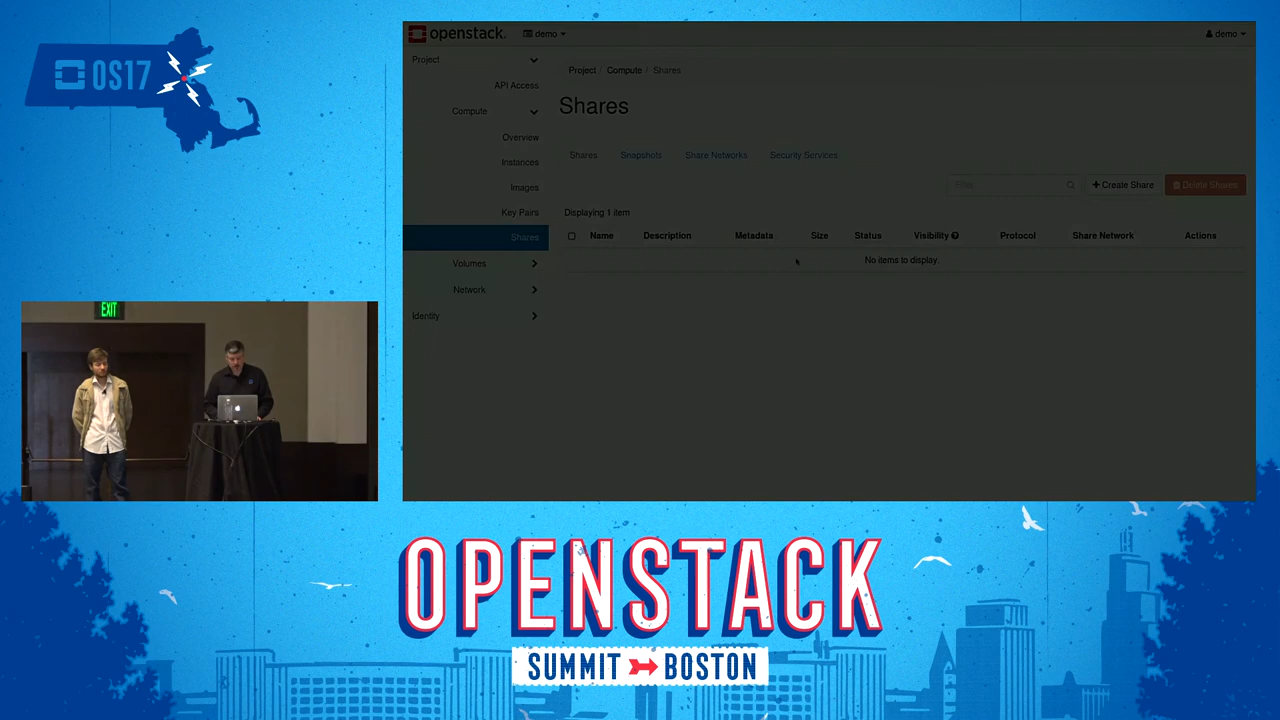 OS17
openstack.
demo
demo
Project
API Access
Compute
Overview
Instances
Images
Key Pairs
Shares
Volumes
Network
Identity
Project / Compute / Shares
Shares
Shares
Snapshots
Share Networks
Security Services
Filter
Create Share
Delete Shares
Displaying 1 item
Name Description Metadata Size Status Visibility Protocol Share Network Actions
No items to display.
EXIT
OPENSTACK
SUMMIT BOSTON